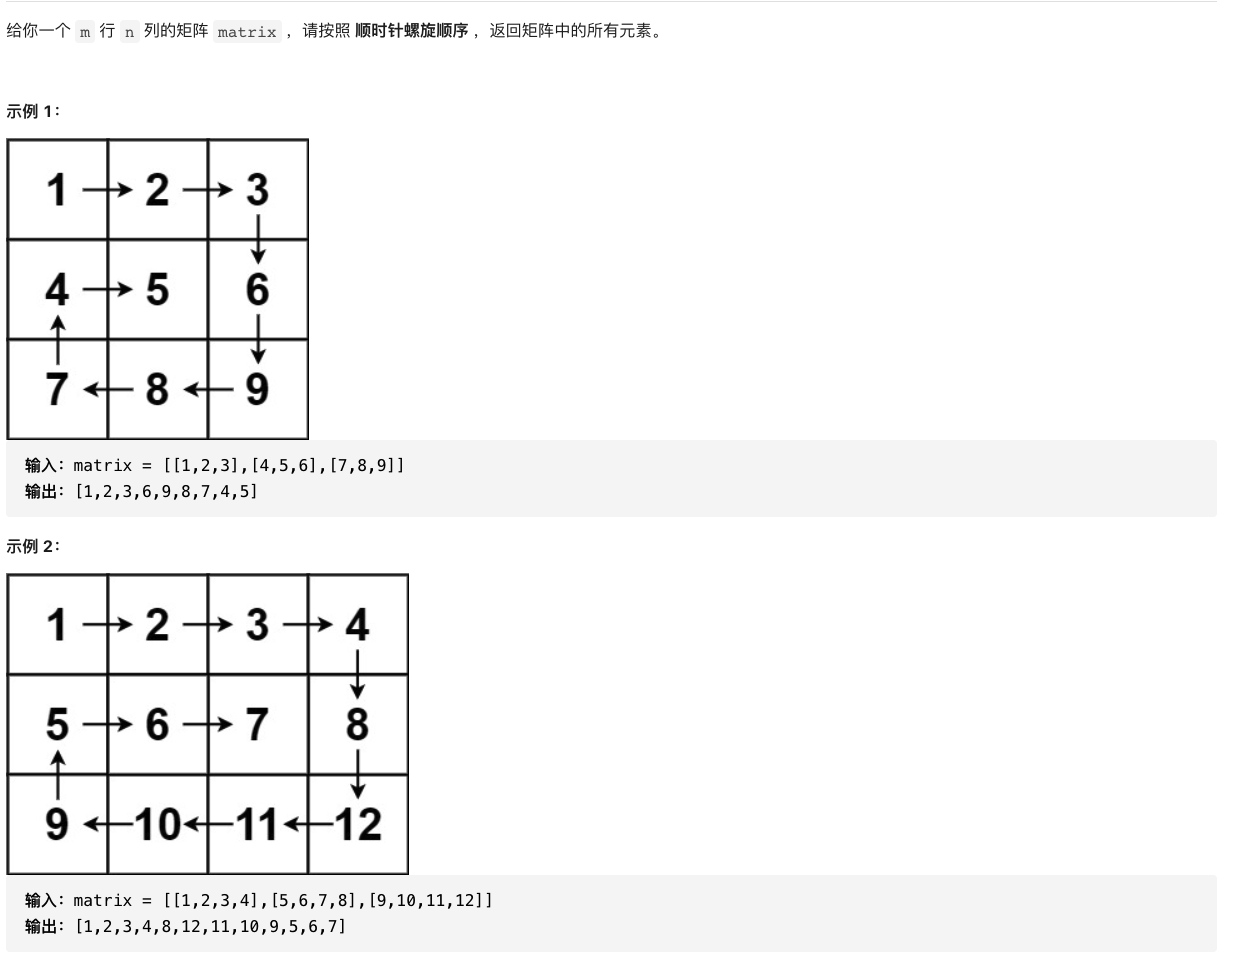 给你一个 m 行 n 列的矩阵 matrix ，请按照 顺时针螺旋顺序 ，返回矩阵中的所有元素。
示例 1：
1 2 3
4 5 6
7 8 9
输入：matrix = [[1,2,3],[4,5,6],[7,8,9]]
输出：[1,2,3,6,9,8,7,4,5]
示例 2：
1 2 3 4
5 6 7 8
9 10 11 12
输入：matrix = [[1,2,3,4],[5,6,7,8],[9,10,11,12]]
输出：[1,2,3,4,8,12,11,10,9,5,6,7]